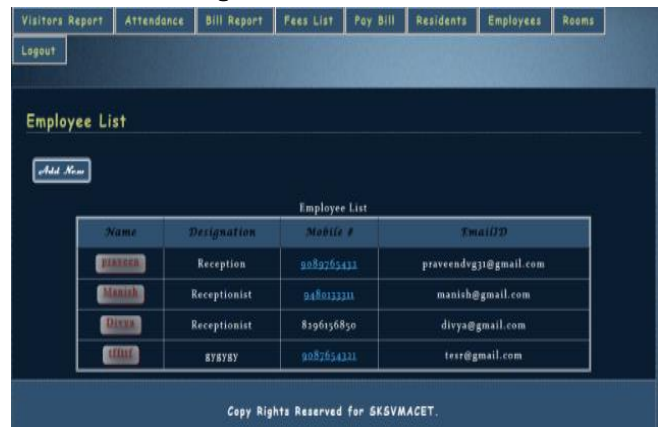 Visitors Report Attendance Bill Report Fees List Pay Bill Residents Employees Rooms
Logout
Employee List
Add New
Employee List
Name Designation Mobile # EmailID
praveen Reception 9089765432 praveendvg31@gmail.com
Manish Receptionist 9480133311 manish@gmail.com
Divya Receptionist 8296156850 divya@gmail.com
gygygy 9087654321 tesr@gmail.com
Copy Rights Reserved for SKSVMACET.